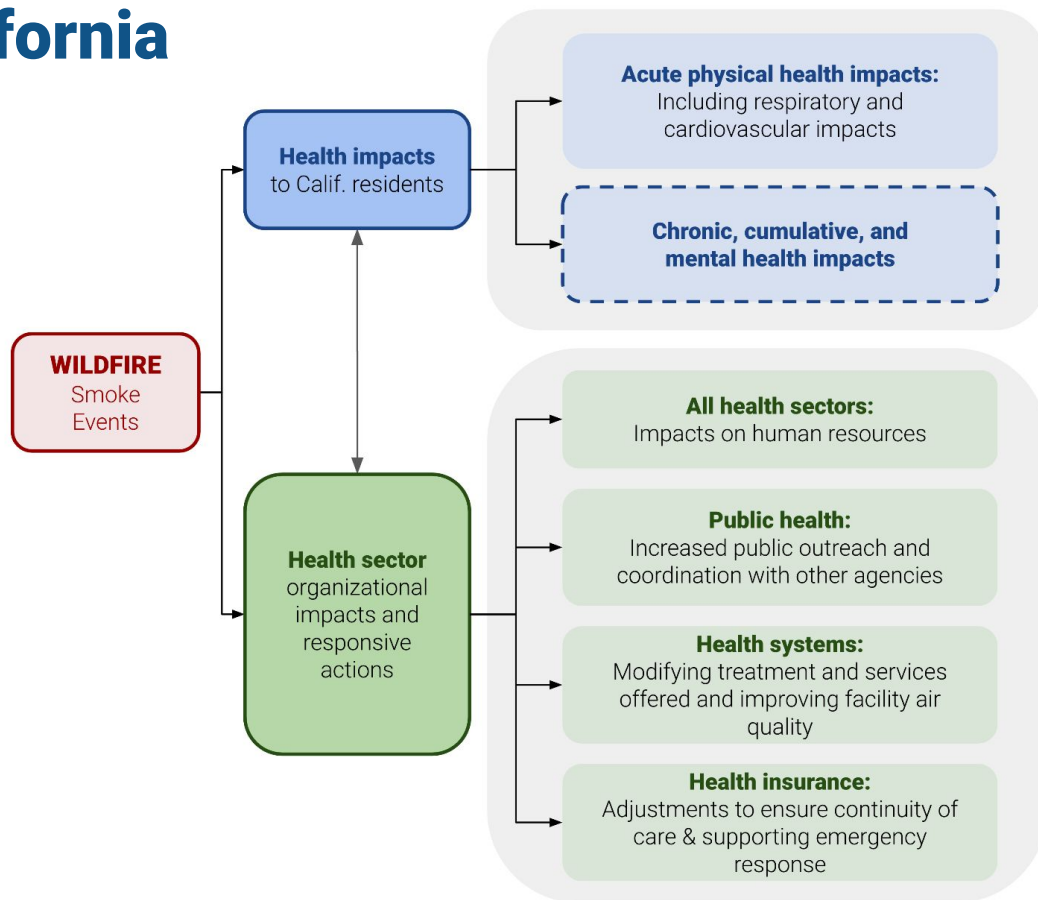 fornia
Acute physical health impacts:
Including respiratory and
cardiovascular impacts
Health impacts
to Calif. residents
Chronic, cumulative, and
mental health impacts
WILDFIRE
Smoke
Events
All health sectors:
Impacts on human resources
Public health:
Increased public outreach and
coordination with other agencies
Health sector
organizational
impacts and
responsive
actions
Health systems:
Modifying treatment and services
offered and improving facility air
quality
Health insurance:
Adjustments to ensure continuity of
care & supporting emergency
response